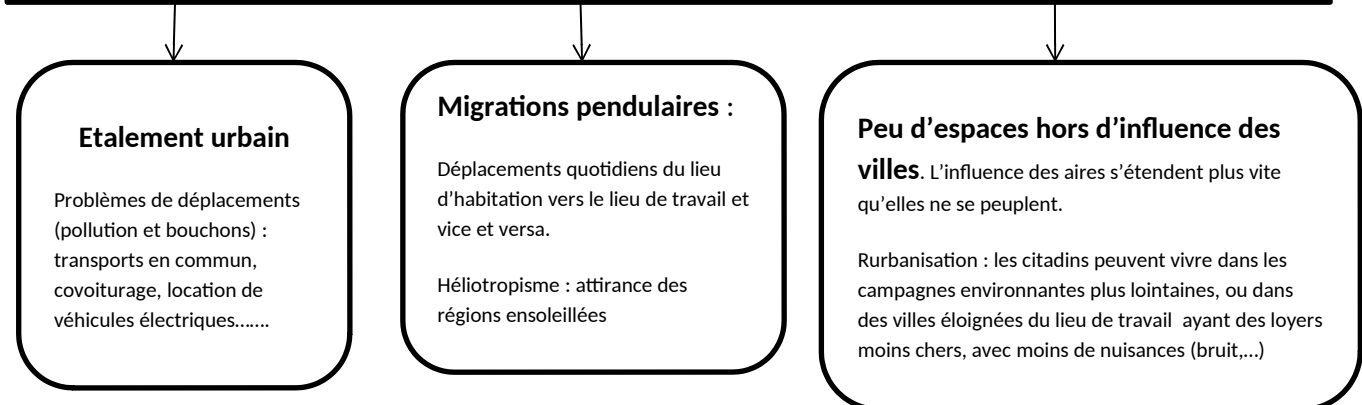 Etalement urbain
Problèmes de déplacements
(pollution et bouchons) :
transports en commun,
covoiturage, location de
véhicules électriques…….
Migrations pendulaires :
Déplacements quotidiens du lieu
d’habitation vers le lieu de travail et
vice et versa.
Héliotropisme : attirance des
régions ensoleillées
Peu d’espaces hors d’influence des
villes. L’influence des aires s’étendent plus vite
qu’elles ne se peuplent.
Rurbanisation : les citadins peuvent vivre dans les
campagnes environnantes plus lointaines, ou dans
des villes éloignées du lieu de travail  ayant des loyers
moins chers, avec moins de nuisances (bruit,…)